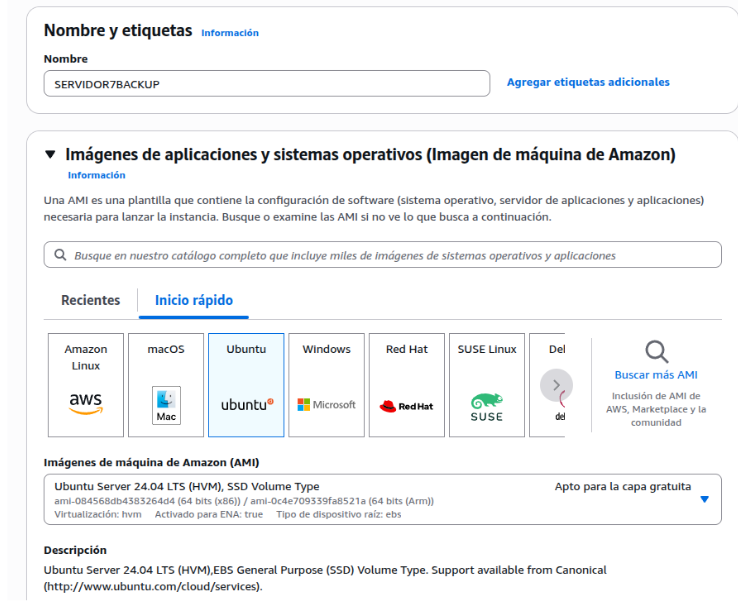 Nombre y etiquetas Información
Nombre
SERVIDOR7BACKUP
Agregar etiquetas adicionales
Imágenes de aplicaciones y sistemas operativos (Imagen de máquina de Amazon)
Información
Una AMI es una plantilla que contiene la configuración de software (sistema operativo, servidor de aplicaciones y aplicaciones)
necesaria para lanzar la instancia. Busque o examine las AMI si no ve lo que busca a continuación.
Busque en nuestro catálogo completo que incluye miles de imágenes de sistemas operativos y aplicaciones
Recientes
Inicio rápido
Amazon
Linux
aws
macOS
Mac
Ubuntu
ubuntu®
Windows
Microsoft
Red Hat
Red Hat
SUSE Linux
SUSE
Del
del
Buscar más AMI
Inclusión de AMI de
AWS, Marketplace y la
comunidad
Imágenes de máquina de Amazon (AMI)
Ubuntu Server 24.04 LTS (HVM), SSD Volume Type
Apto para la capa gratuita
ami-084568db4383264d4 (64 bits (x86)) / ami-0c4e709339fa8521a (64 bits (Arm))
Virtualización: hvm Activado para ENA: true Tipo de dispositivo raíz: ebs
Descripción
Ubuntu Server 24.04 LTS (HVM),EBS General Purpose (SSD) Volume Type. Support available from Canonical
(http://www.ubuntu.com/cloud/services).